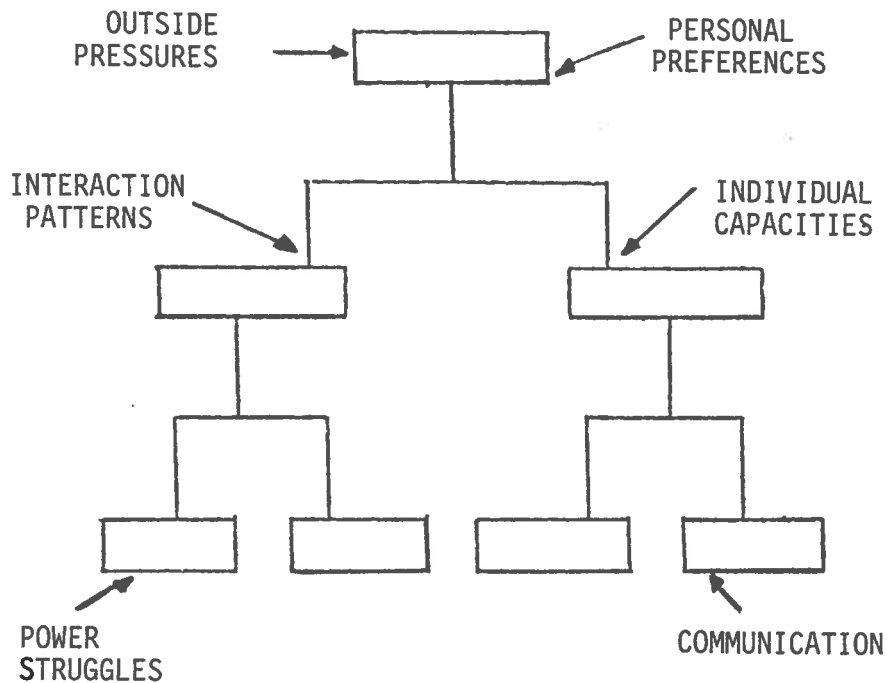 OUTSIDE
PRESSURES
PERSONAL
PREFERENCES
INTERACTION
PATTERNS
INDIVIDUAL
CAPACITIES
POWER
STRUGGLES
COMMUNICATION